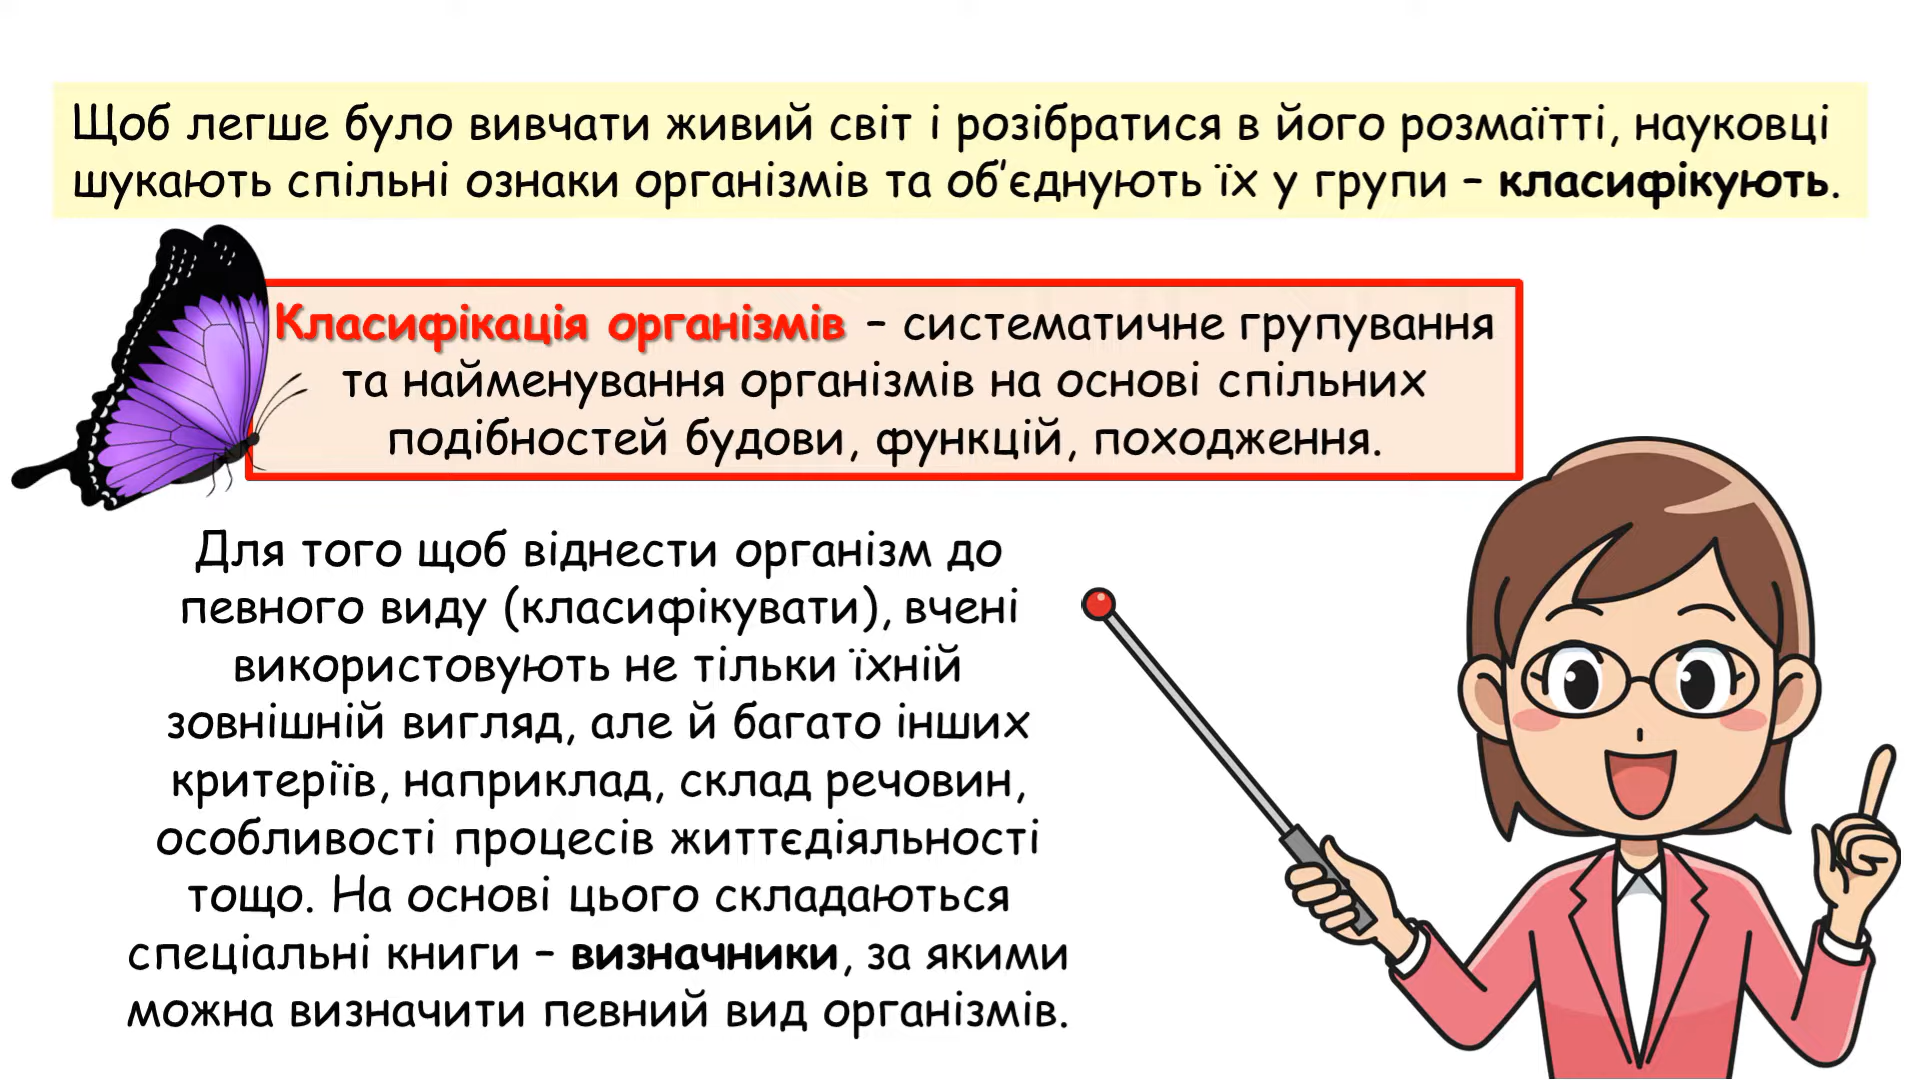 Щоб легше було вивчати живий світ і розібратися в його розмаїтті, науковці
шукають спільні ознаки організмів та об’єднують їх у групи – класифікують.
Класифікація організмів – систематичне групування
та найменування організмів на основі спільних
подібностей будови, функцій, походження.
Для того щоб віднести організм до
певного виду (класифікувати), вчені
використовують не тільки їхній
зовнішній вигляд, але й багато інших
критеріїв, наприклад, склад речовин,
особливості процесів життєдіяльності
тощо. На основі цього складаються
спеціальні книги – визначники, за якими
можна визначити певний вид організмів.